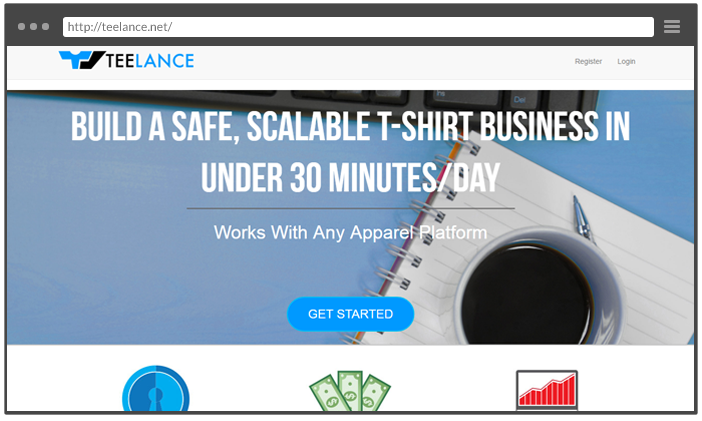 http://teelance.net/
TEELANCE
Register Login
BUILD A SAFE, SCALABLE T-SHIRT BUSINESS IN
UNDER 30 MINUTES/DAY
Works With Any Apparel Platform
GET STARTED